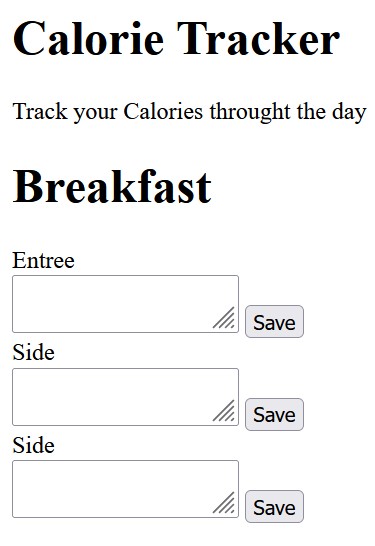 Calorie Tracker
Track your Calories throught the day
Breakfast
Entree
Save
Side
Save
Side
Save